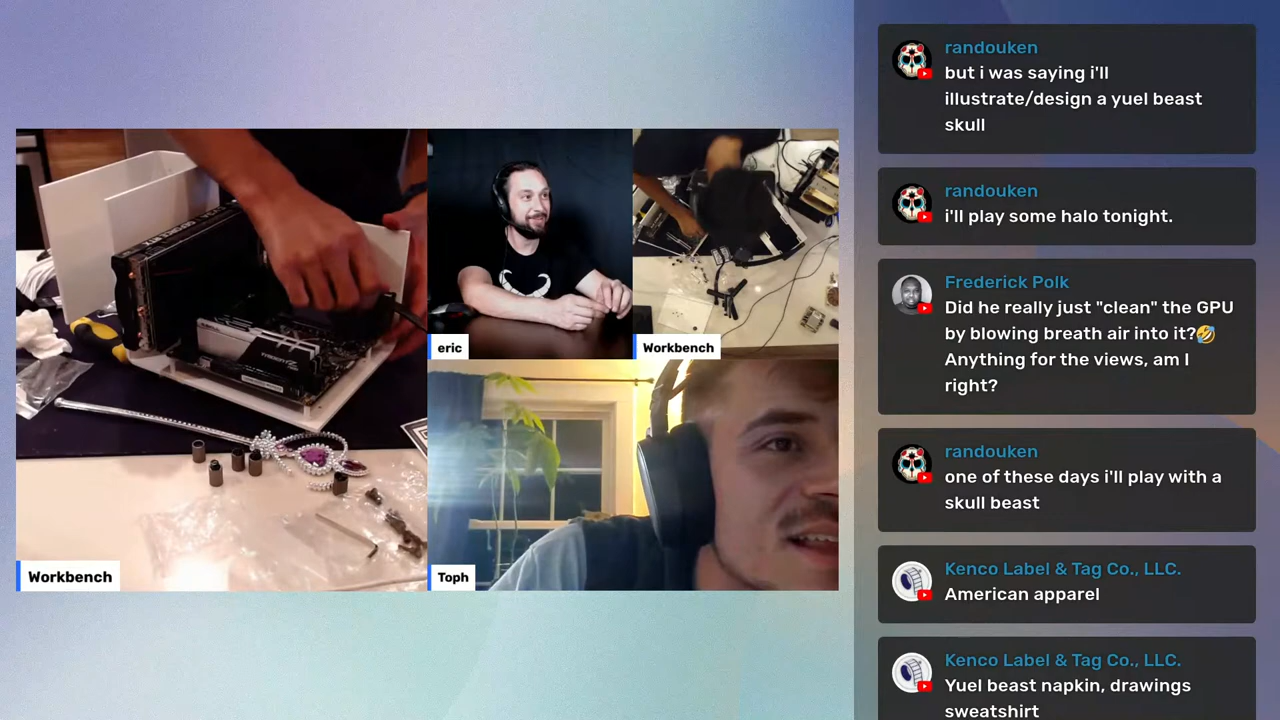 randouken
but i was saying i'll
illustrate/design a yuel beast
skull
randouken
i'll play some halo tonight.
Frederick Polk
Did he really just "clean" the GPU
by blowing breath air into it?🤣
Anything for the views, am I
right?
randouken
one of these days i'll play with a
skull beast
Kenco Label & Tag Co., LLC.
American apparel
Kenco Label & Tag Co., LLC.
Yuel beast napkin, drawings
sweatshirt
eric
Workbench
Workbench
Toph